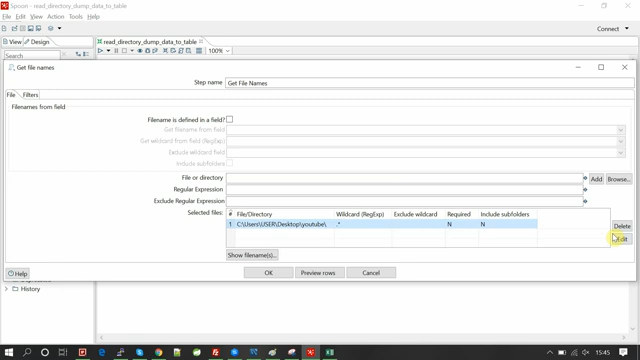 Spoon - read_directory_dump_data_to_table
File Edit View Action Tools Help
Connect
View Design
read_directory_dump_data_to_table
Search
100%
Get file names
Step name Get File Names
File Filters
Filenames from field
Filename is defined in a field?
Get filename from field
Get wildcard from field (RegExp)
Exclude wildcard field
Include subfolders
File or directory Add Browse...
Regular Expression
Exclude Regular Expression
Selected files: # File/Directory Wildcard (RegExp) Exclude wildcard Required Include subfolders
1 C:\Users\USER\Desktop\youtube\ .* N N
Delete
Edit
Show filename(s)...
Help OK Preview rows Cancel
History
15:45